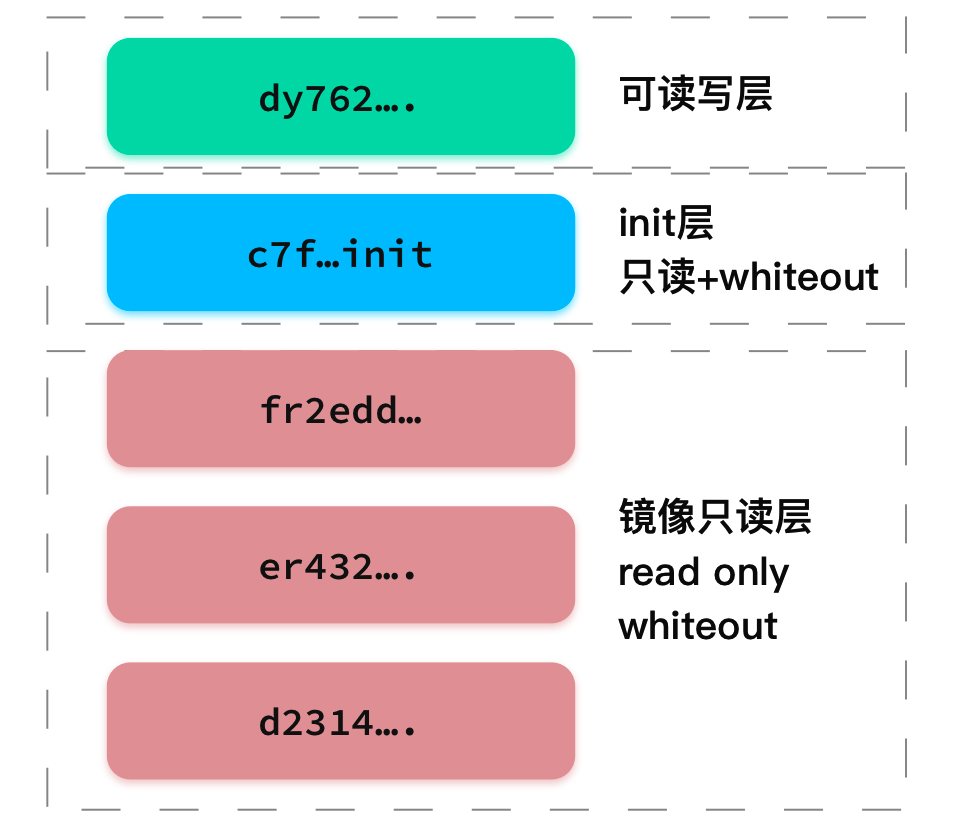 dy762….
可读写层
c7f…init
init层
只读+whiteout
fr2edd…
er432….
镜像只读层
read only
whiteout
d2314….